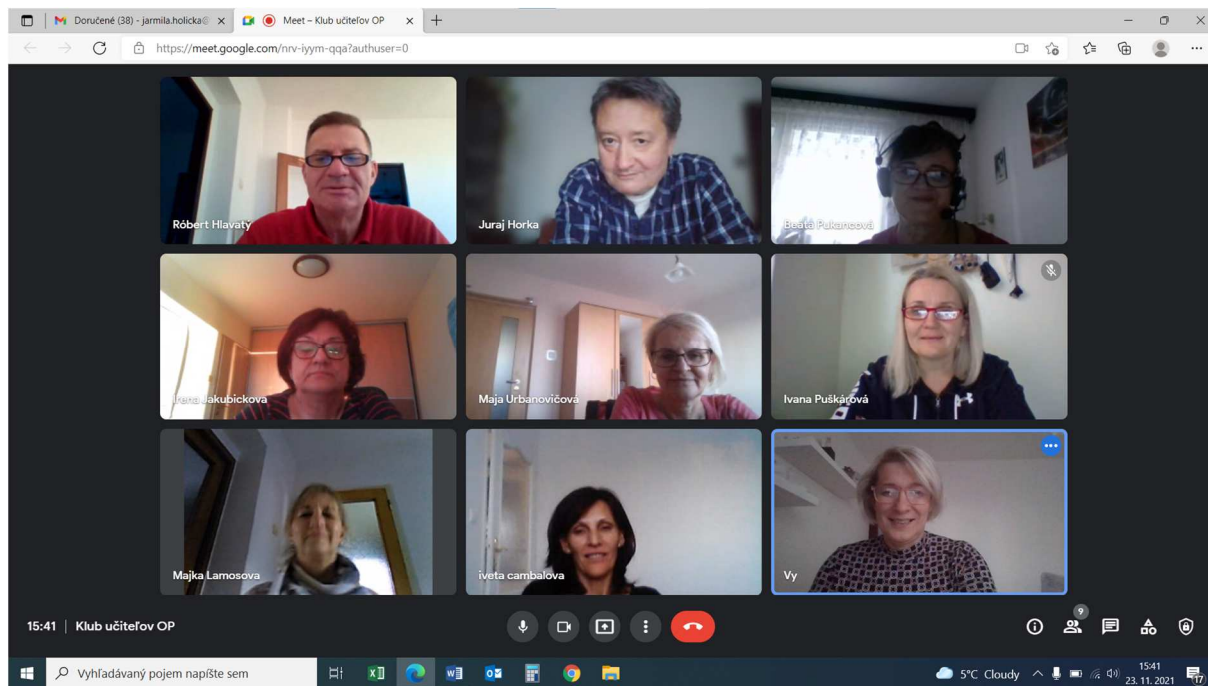 Doručené (38) - jarmila.holicka@
Meet – Klub učiteľov OP
https://meet.google.com/nrv-iyym-qqa?authuser=0
Róbert Hlavatý
Juraj Horka
Beáta Pukancová
Irena Jakubickova
Maja Urbanovičová
Ivana Puškárová
Majka Lamosova
iveta cambalova
Vy
15:41 | Klub učiteľov OP
9
Vyhľadávaný pojem napíšte sem
5°C Cloudy
15:41
23. 11. 2021
17